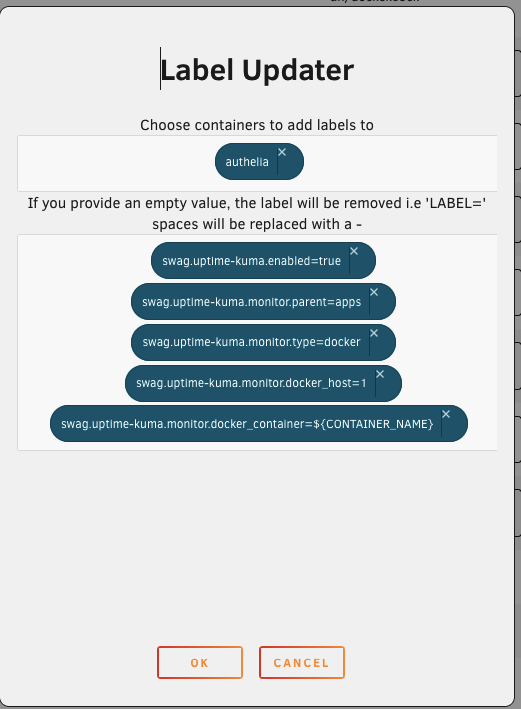 Label Updater
Choose containers to add labels to
authelia ×
If you provide an empty value, the label will be removed i.e 'LABEL='
spaces will be replaced with a -
swag.uptime-kuma.enabled=true ×
swag.uptime-kuma.monitor.parent=apps ×
swag.uptime-kuma.monitor.type=docker ×
swag.uptime-kuma.monitor.docker_host=1 ×
swag.uptime-kuma.monitor.docker_container=${CONTAINER_NAME} ×
OK CANCEL